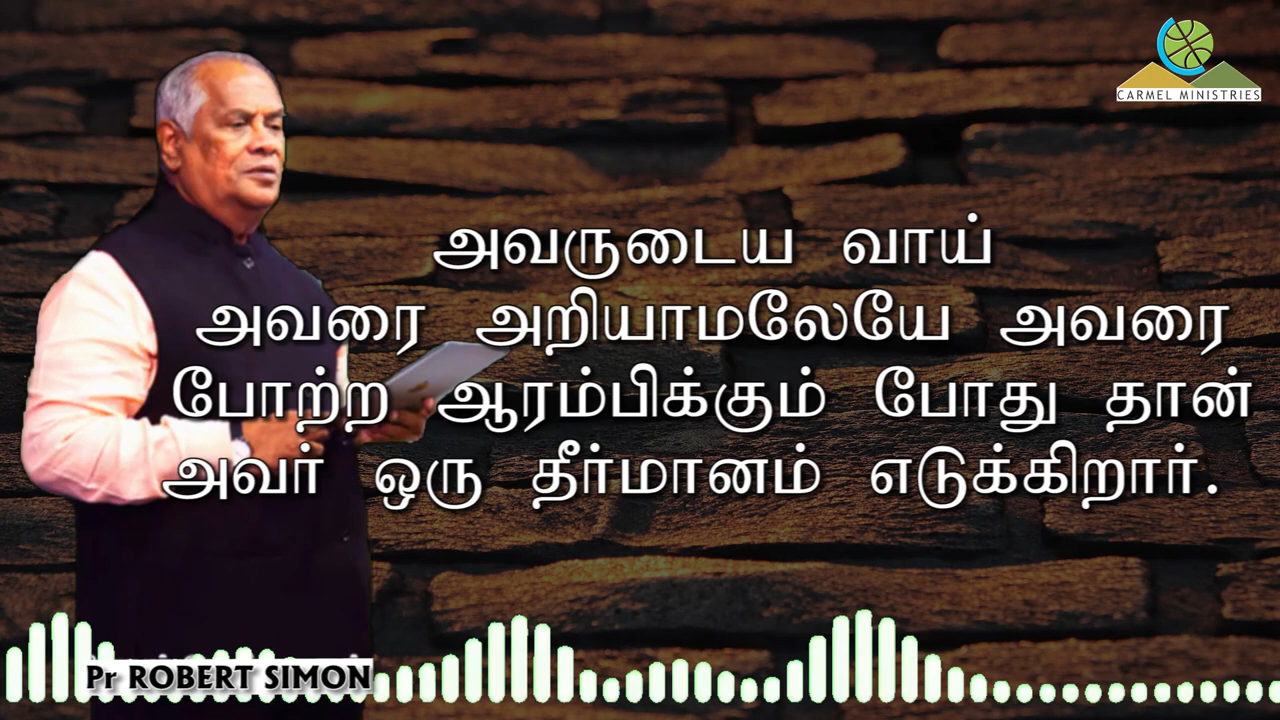 CARMEL MINISTRIES
அவருடைய வாய்
அவரை அறியாமலேயே அவரை
போற்ற ஆரம்பிக்கும் போது தான்
அவர் ஒரு தீர்மானம் எடுக்கிறார்.
Pr ROBERT SIMON